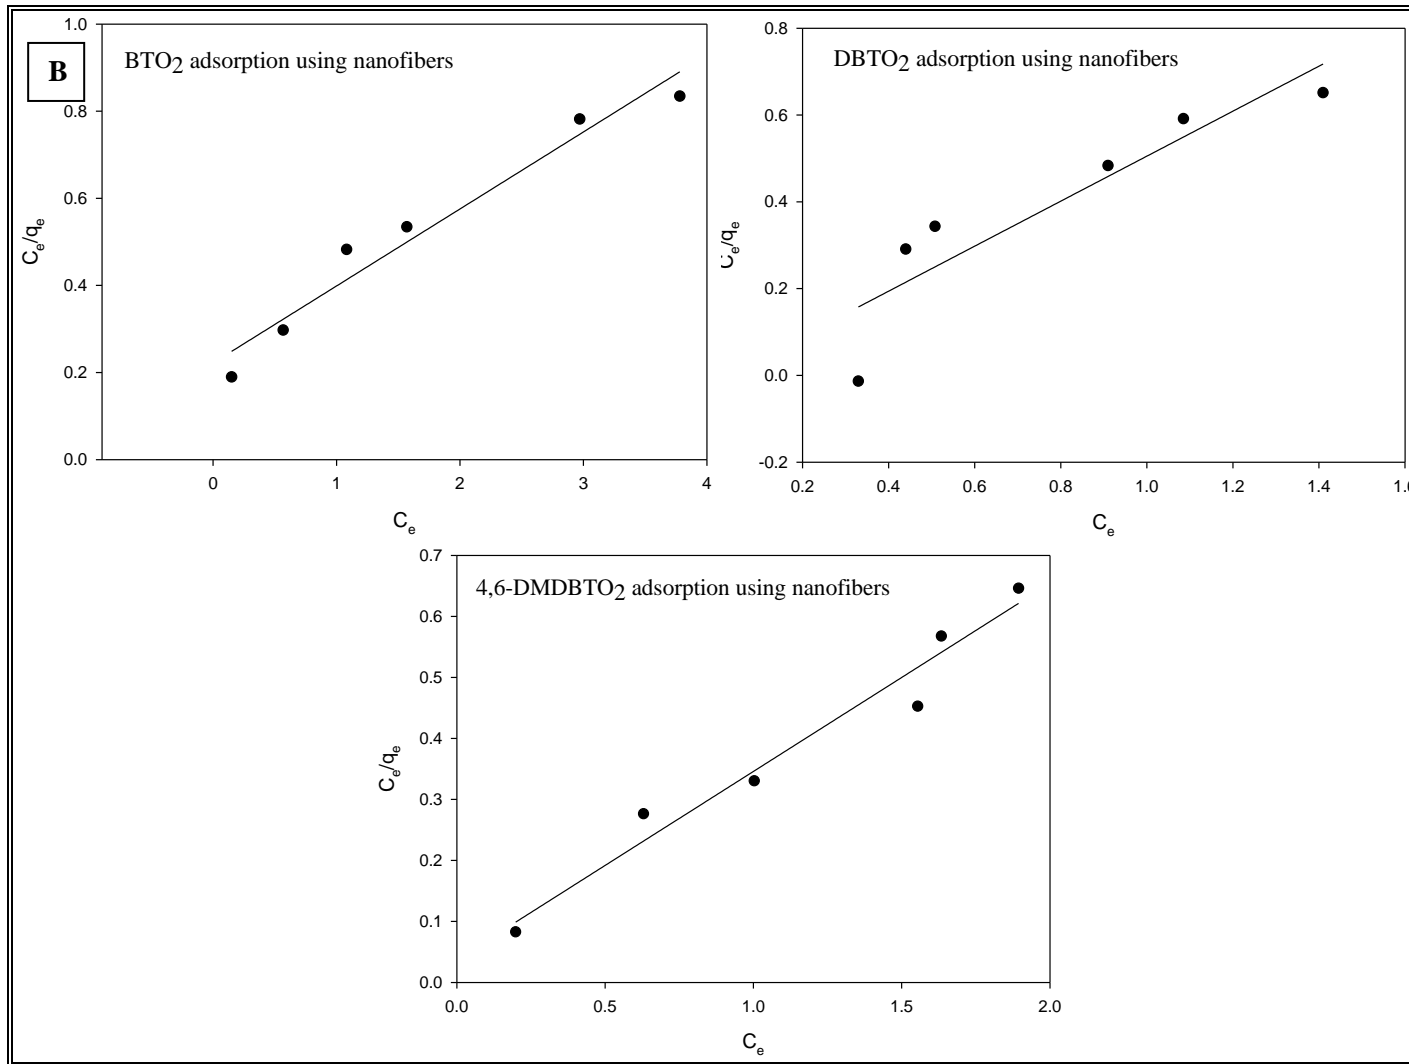 B
BTO2 adsorption using nanofibers
1.0
0.8
0.6
0.4
0.2
0.0
Ce/qe
0 1 2 3 4
Ce
DBTO2 adsorption using nanofibers
0.8
0.6
0.4
0.2
0.0
-0.2
Ce/qe
0.2 0.4 0.6 0.8 1.0 1.2 1.4 1.6
Ce
4,6-DMDBTO2 adsorption using nanofibers
0.7
0.6
0.5
0.4
0.3
0.2
0.1
0.0
Ce/qe
0.0 0.5 1.0 1.5 2.0
Ce